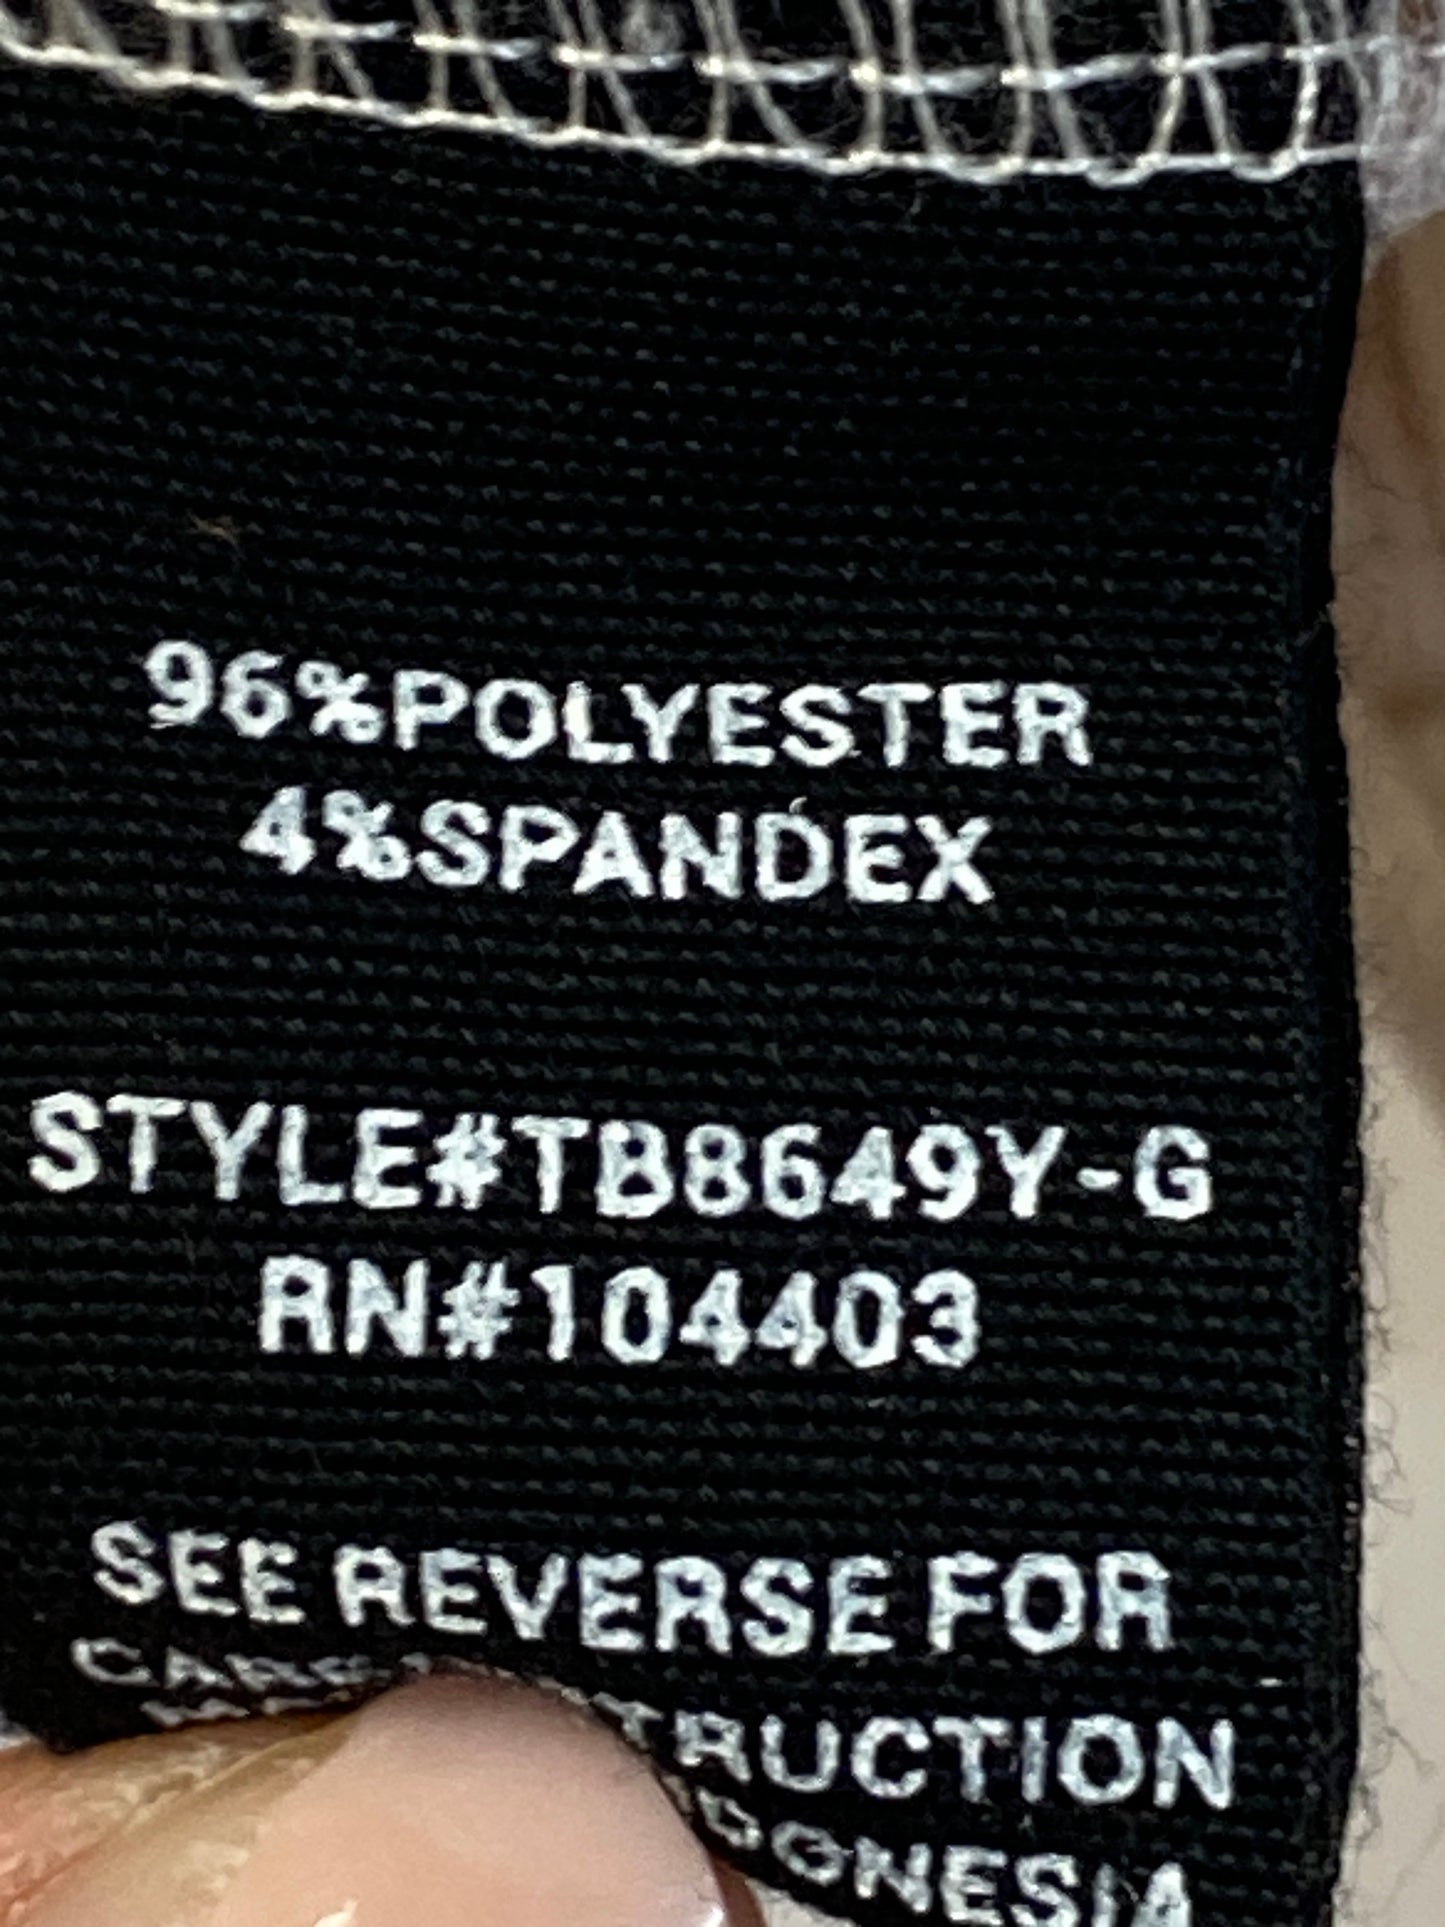 96%POLYESTER
4%SPANDEX
STYLE#TB8649Y-G
RN#104403
SEE REVERSE FOR